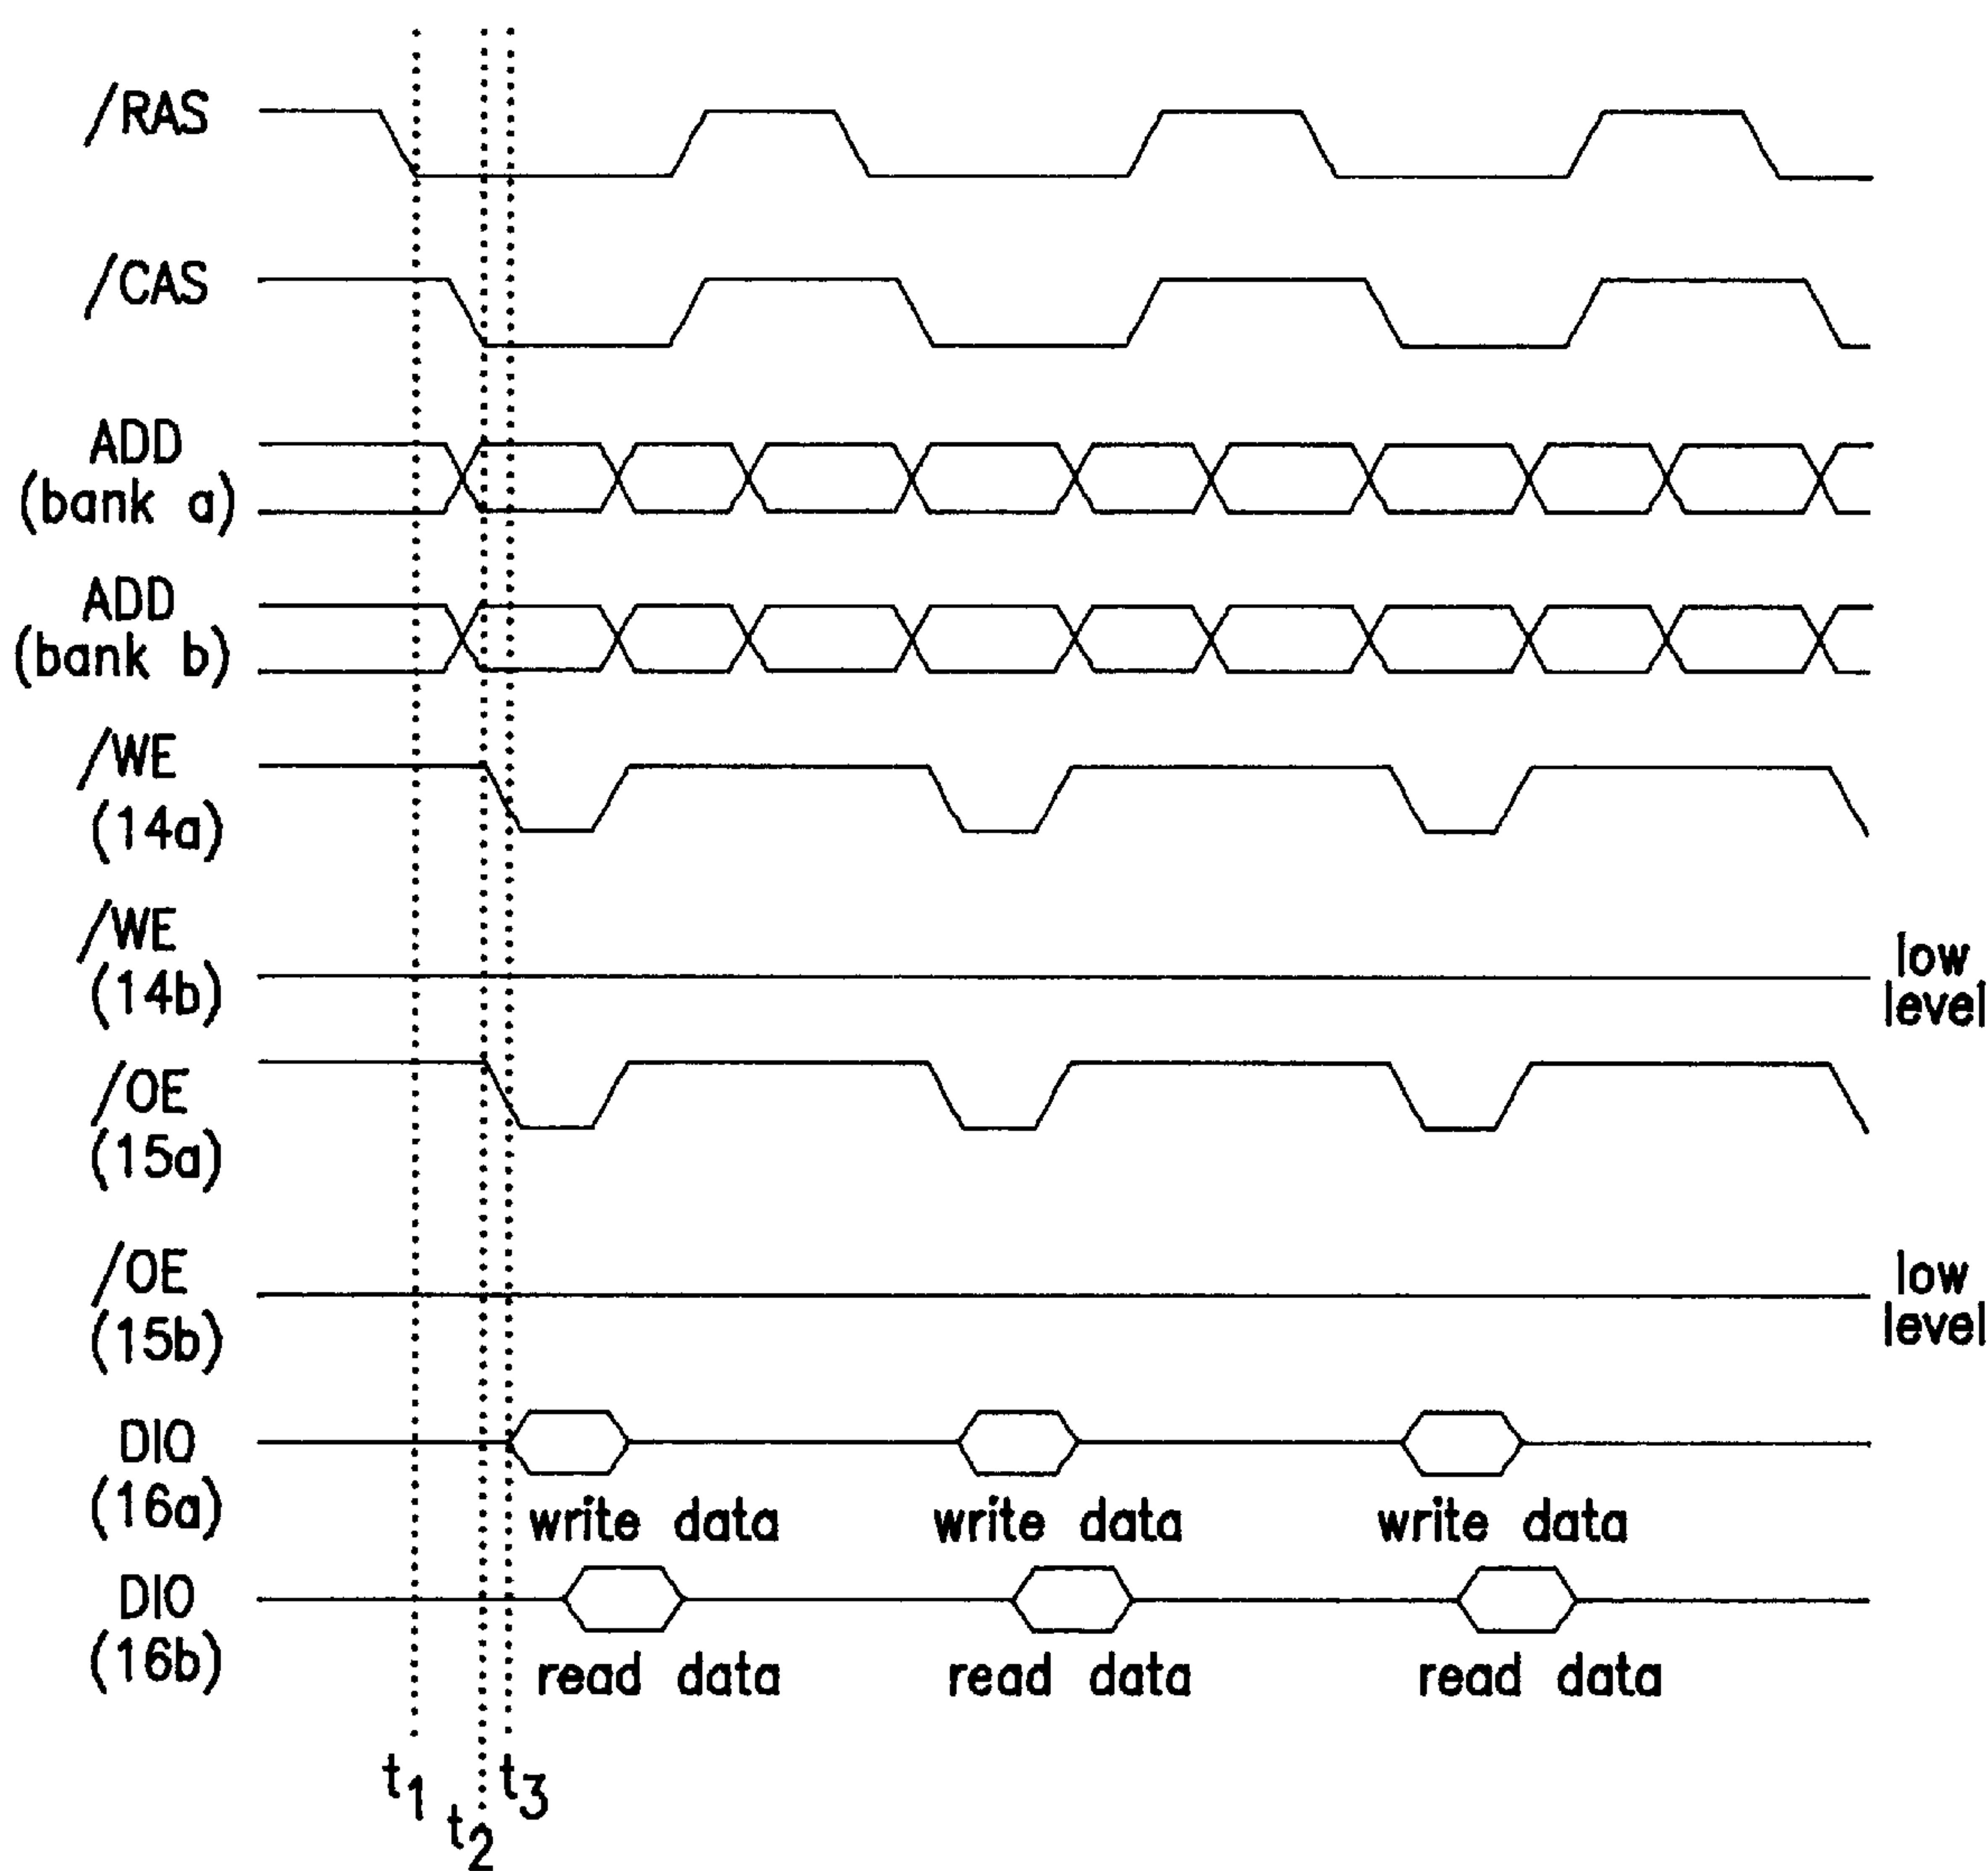 /RAS
/CAS
ADD
(bank a)
ADD
(bank b)
/WE
(14a)
/WE
(14b)
low
level
/OE
(15a)
/OE
(15b)
low
level
DIO
(16a)
write data write data write data
DIO
(16b)
read data read data read data
t1
t2
t3